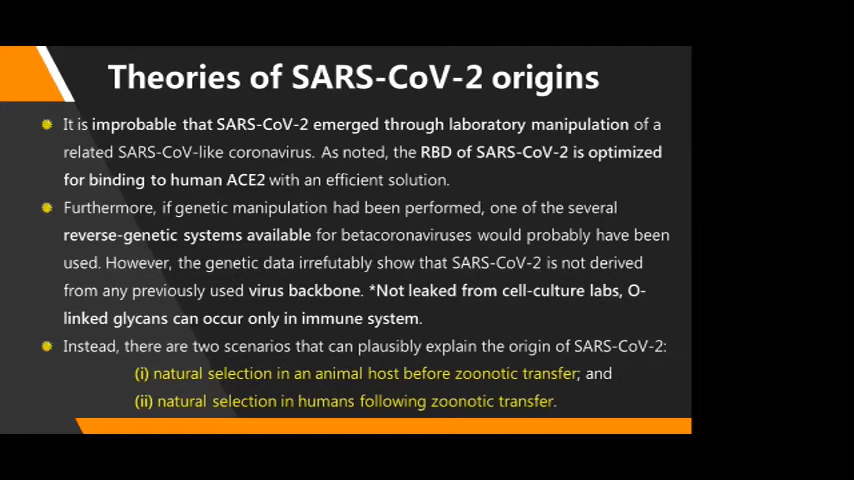 Theories of SARS-CoV-2 origins
It is improbable that SARS-CoV-2 emerged through laboratory manipulation of a
related SARS-CoV-like coronavirus. As noted, the RBD of SARS-CoV-2 is optimized
for binding to human ACE2 with an efficient solution.
Furthermore, if genetic manipulation had been performed, one of the several
reverse-genetic systems available for betacoronaviruses would probably have been
used. However, the genetic data irrefutably show that SARS-CoV-2 is not derived
from any previously used virus backbone. *Not leaked from cell-culture labs, O-
linked glycans can occur only in immune system.
Instead, there are two scenarios that can plausibly explain the origin of SARS-CoV-2:
(i) natural selection in an animal host before zoonotic transfer; and
(ii) natural selection in humans following zoonotic transfer.